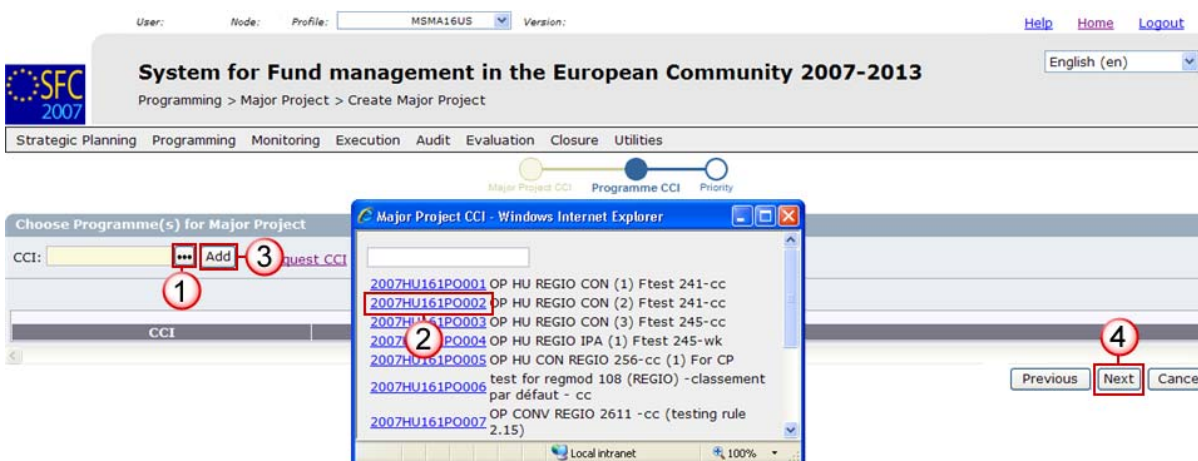 User: Node: Profile: MSMA16US Version: Help Home Logout
English (en)
SFC
2007
System for Fund management in the European Community 2007-2013
Programming > Major Project > Create Major Project
Strategic Planning Programming Monitoring Execution Audit Evaluation Closure Utilities
Major Project CCI Programme CCI Priority
Choose Programme(s) for Major Project
CCI: ... Add 3 quest CCI
1
CCI
Major Project CCI - Windows Internet Explorer
2007HU161PO001 OP HU REGIO CON (1) Ftest 241-cc
2007HU161PO002 OP HU REGIO CON (2) Ftest 241-cc
2007HU161PO003 OP HU REGIO CON (3) Ftest 245-cc
2
2007HU161PO004 OP HU REGIO IPA (1) Ftest 245-wk
2007HU161PO005 OP HU CON REGIO 256-cc (1) For CP
2007HU161PO006 test for regmod 108 (REGIO) -classement
par défaut - cc
2007HU161PO007 OP CONV REGIO 2611 -cc (testing rule
2.15)
Local intranet 100%
4
Previous Next Cance